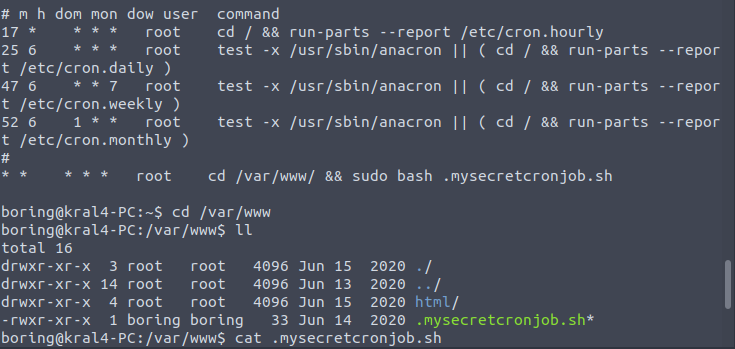 # m h dom mon dow user  command
17 *    * * *   root    cd / && run-parts --report /etc/cron.hourly
25 6    * * *   root    test -x /usr/sbin/anacron || ( cd / && run-parts --repor
t /etc/cron.daily )
47 6    * * 7   root    test -x /usr/sbin/anacron || ( cd / && run-parts --repor
t /etc/cron.weekly )
52 6    1 * *   root    test -x /usr/sbin/anacron || ( cd / && run-parts --repor
t /etc/cron.monthly )
#
* *    * * *   root    cd /var/www/ && sudo bash .mysecretcronjob.sh
boring@kral4-PC:~$ cd /var/www
boring@kral4-PC:/var/www$ ll
total 16
drwxr-xr-x  3 root   root   4096 Jun 15  2020 ./
drwxr-xr-x 14 root   root   4096 Jun 13  2020 ../
drwxr-xr-x  4 root   root   4096 Jun 15  2020 html/
-rwxr-xr-x  1 boring boring   33 Jun 14  2020 .mysecretcronjob.sh*
boring@kral4-PC:/var/www$ cat .mysecretcronjob.sh